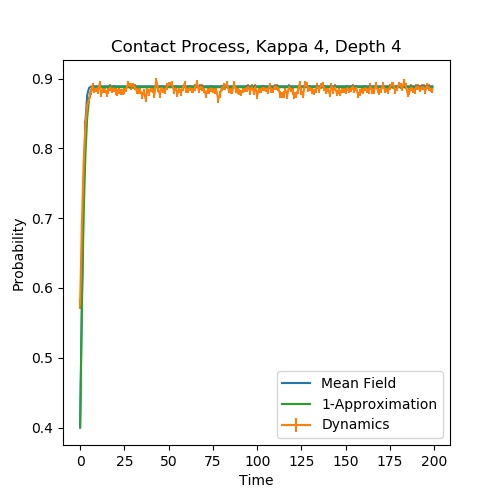 Contact Process, Kappa 4, Depth 4
Probability
0.9
0.8
0.7
0.6
0.5
0.4
Mean Field
1-Approximation
Dynamics
0 25 50 75 100 125 150 175 200
Time